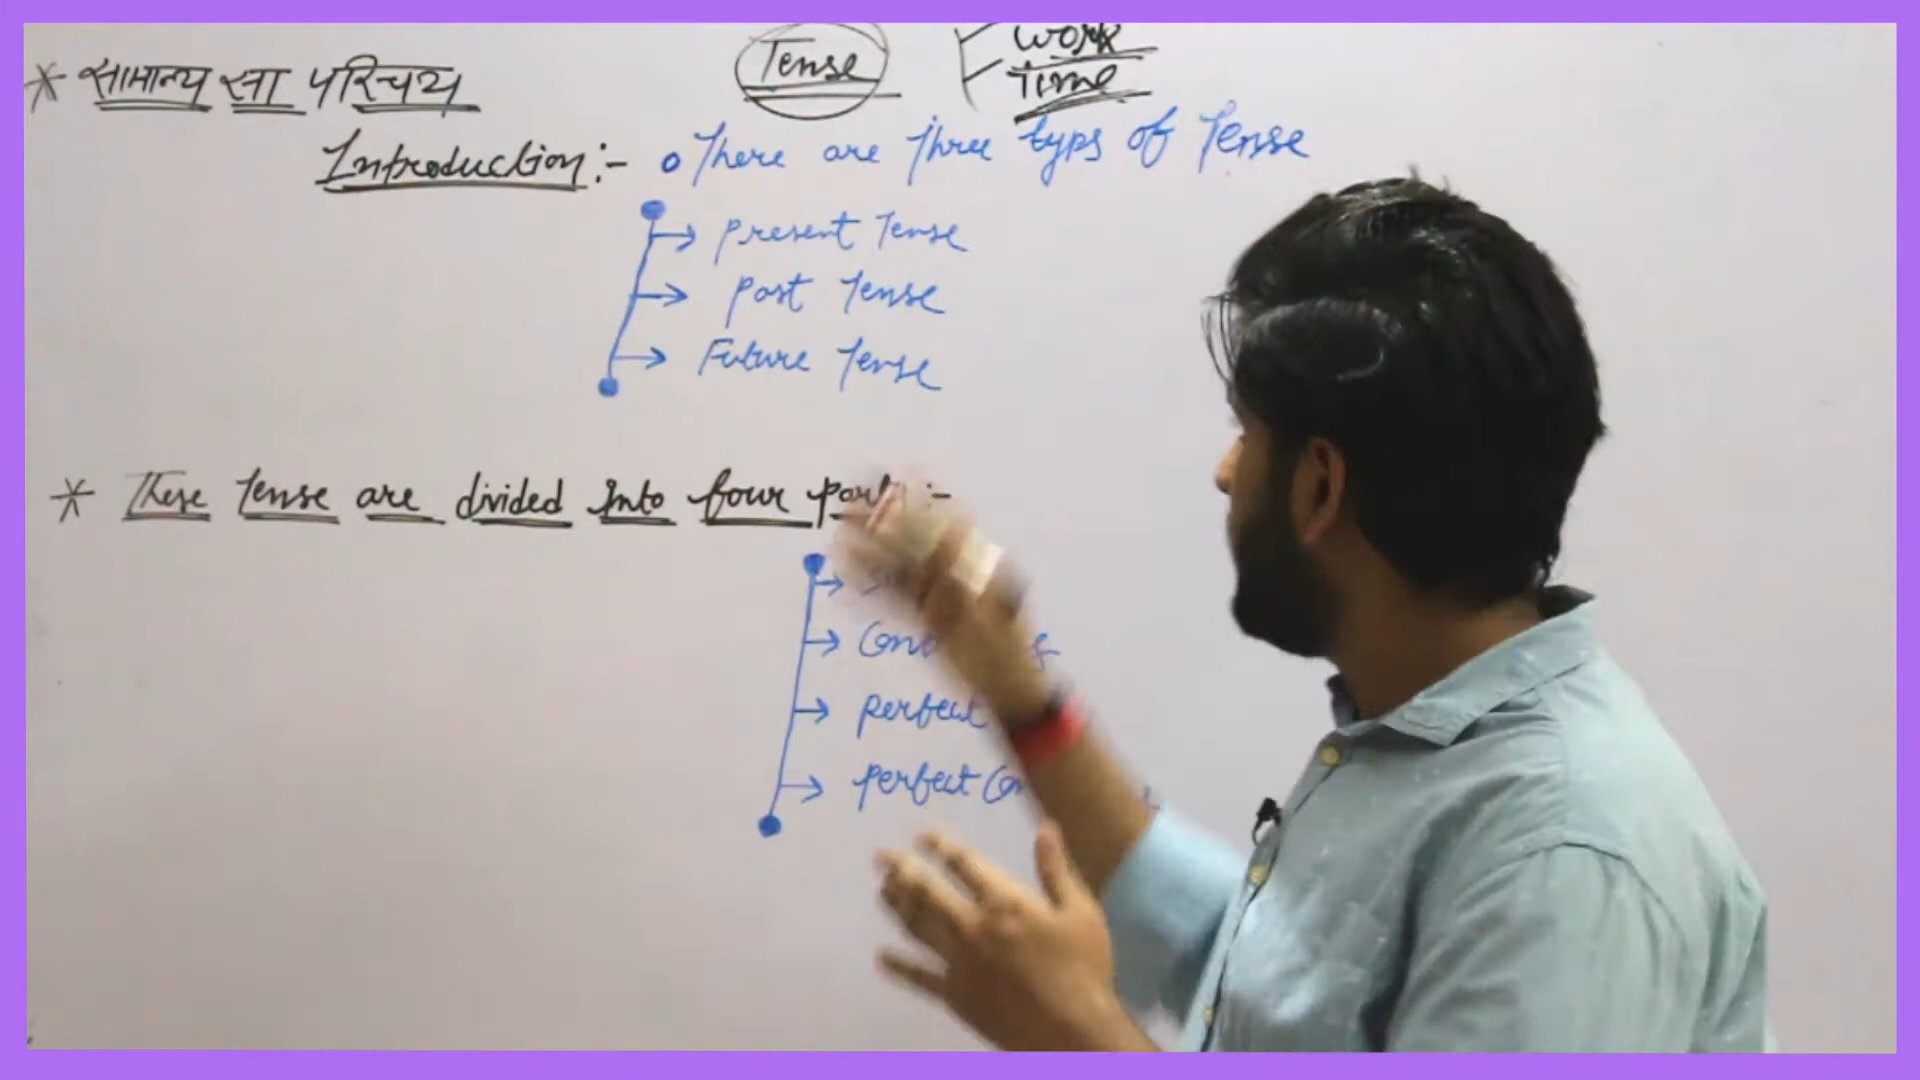 * सामान्य सा परिचय
Tense
work
Time
Introduction:- o There are three typs of Tense
→ Present Tense
→ Past Tense
→ Future Tense
* These Tense are divided into four part :-
→ perfect
→ perfect